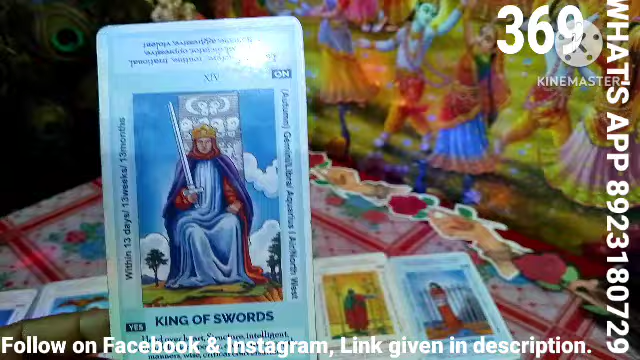 369
KINEMASTER
WHATS APP 8923180729
NO
XIV
Within 13 days/ 13weeks/ 13months
(Autumn) Gemini/Libra/ Aquarius | Air/North West
YES
KING OF SWORDS
Follow on Facebook & Instagram, Link given in description.